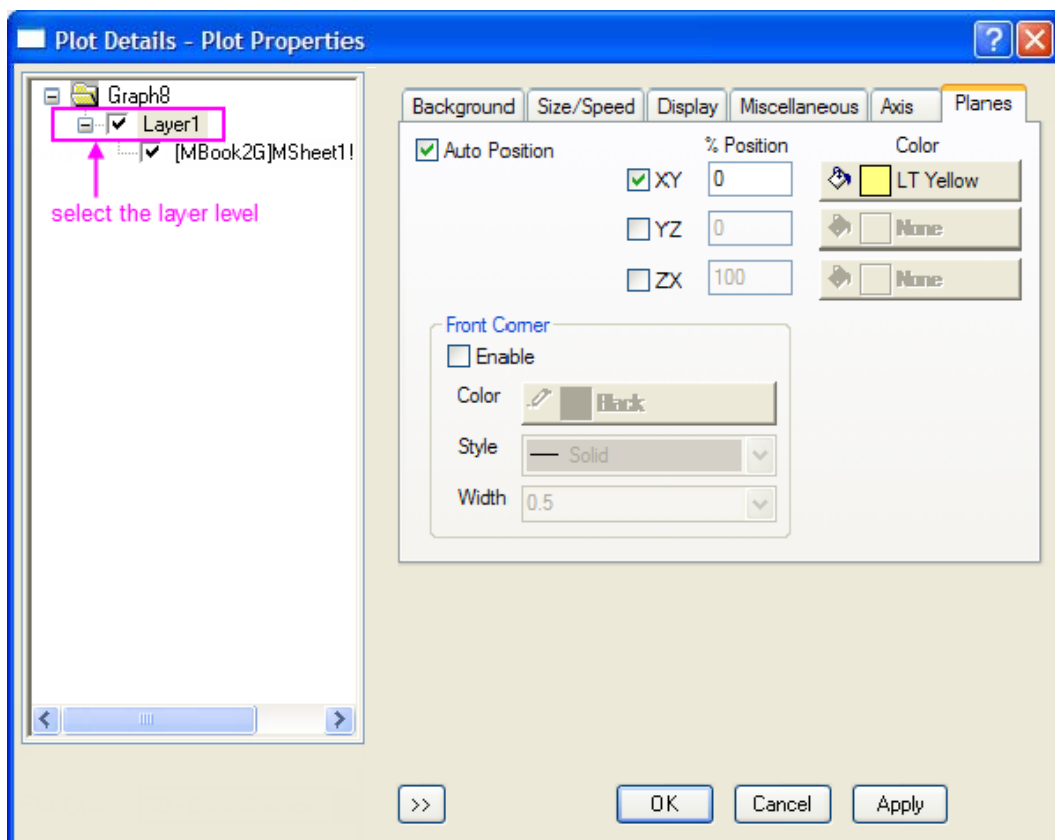 Plot Details - Plot Properties
Graph8
Layer1
[MBook2G]MSheet1!
select the layer level
Background Size/Speed Display Miscellaneous Axis Planes
Auto Position % Position Color
XY 0 LT Yellow
YZ 0 None
ZX 100 None
Front Corner
Enable
Color Black
Style Solid
Width 0.5
>> OK Cancel Apply